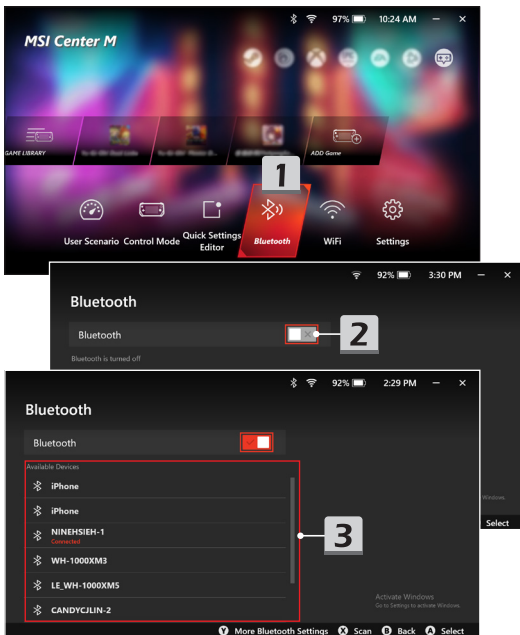 97% 10:24 AM
MSI Center M
GAME LIBRARY
ADD Game
1
User Scenario
Control Mode
Quick Settings
Editor
Bluetooth
WiFi
Settings
92% 3:30 PM
Bluetooth
Bluetooth
2
Bluetooth is turned off
Windows.
Select
92% 2:29 PM
Bluetooth
Bluetooth
Available Devices
iPhone
iPhone
NINEHSIEH-1
Connected
3
WH-1000XM3
LE_WH-1000XM5
CANDYCJLIN-2
Activate Windows
Go to Settings to activate Windows.
Y More Bluetooth Settings X Scan B Back A Select